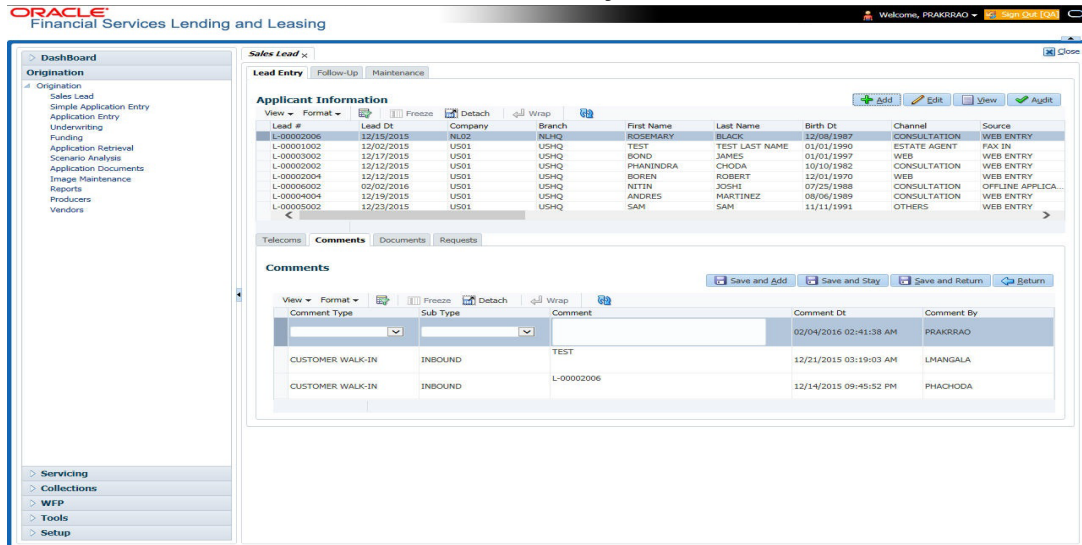 ORACLE
Financial Services Lending and Leasing
Welcome, PRAKRRAO
Sign Out [QA]
DashBoard
Origination
Origination
Sales Lead
Simple Application Entry
Application Entry
Underwriting
Funding
Application Retrieval
Scenario Analysis
Application Documents
Image Maintenance
Reports
Producers
Vendors
Servicing
Collections
WFP
Tools
Setup
Sales Lead x
Close
Lead Entry Follow-Up Maintenance
Applicant Information
Add Edit View Audit
View Format Freeze Detach Wrap
Lead # Lead Dt Company Branch First Name Last Name Birth Dt Channel Source
L-00002006 12/15/2015 NL02 NLHQ ROSEMARY BLACK 12/08/1987 CONSULTATION WEB ENTRY
L-00001002 12/02/2015 US01 USHQ TEST TEST LAST NAME 01/01/1990 ESTATE AGENT FAX IN
L-00003002 12/17/2015 US01 USHQ BOND JAMES 01/01/1997 WEB WEB ENTRY
L-00002002 12/12/2015 US01 USHQ PHANINDRA CHODA 10/10/1982 CONSULTATION WEB ENTRY
L-00002004 12/12/2015 US01 USHQ BOREN ROBERT 12/01/1970 WEB WEB ENTRY
L-00006002 02/02/2016 US01 USHQ NITIN JOSHI 07/25/1988 CONSULTATION OFFLINE APPLICA...
L-00004004 12/19/2015 US01 USHQ ANDRES MARTINEZ 08/06/1989 CONSULTATION WEB ENTRY
L-00005002 12/23/2015 US01 USHQ SAM SAM 11/11/1991 OTHERS WEB ENTRY
Telecoms Comments Documents Requests
Comments
Save and Add Save and Stay Save and Return Return
View Format Freeze Detach Wrap
Comment Type Sub Type Comment Comment Dt Comment By
02/04/2016 02:41:38 AM PRAKRRAO
CUSTOMER WALK-IN INBOUND TEST 12/21/2015 03:19:03 AM LMANGALA
CUSTOMER WALK-IN INBOUND L-00002006 12/14/2015 09:45:52 PM PHACHODA